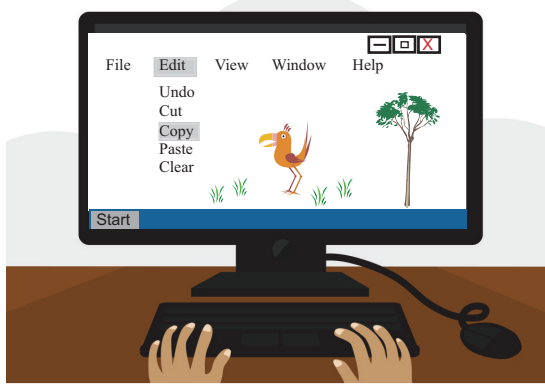 File Edit View Window Help
Undo
Cut
Copy
Paste
Clear
Start